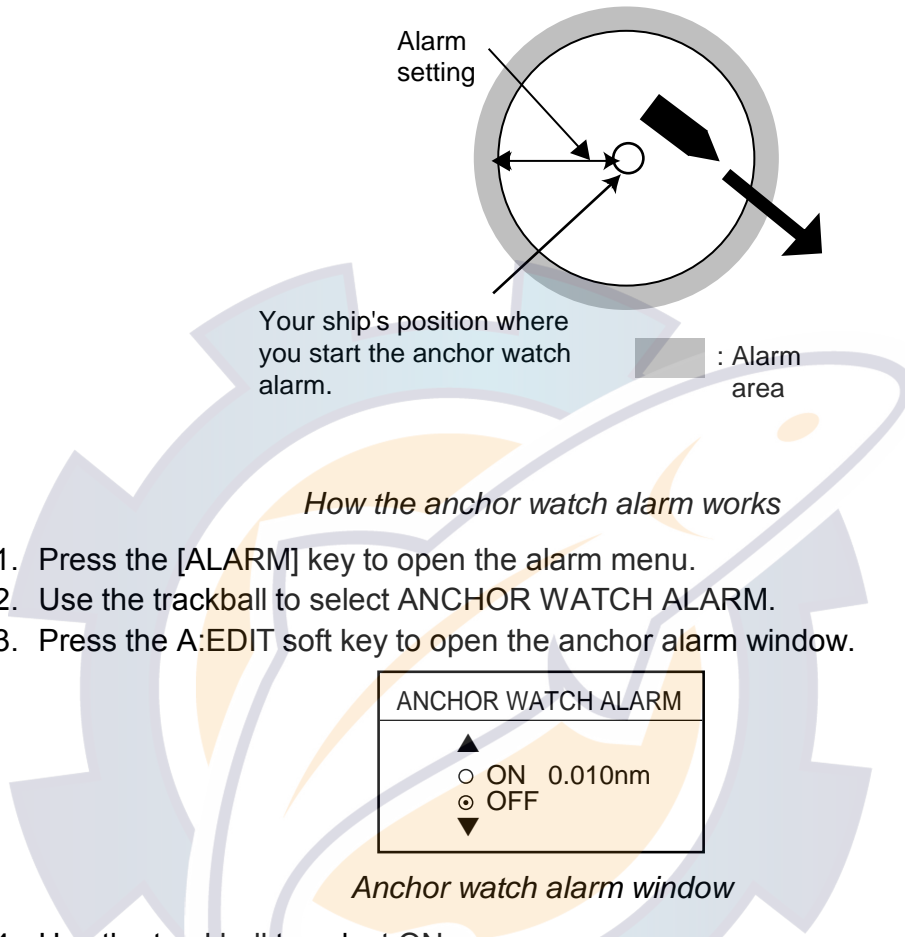 Alarm
setting
Your ship's position where
you start the anchor watch
alarm.
: Alarm
area
How the anchor watch alarm works
1. Press the [ALARM] key to open the alarm menu.
2. Use the trackball to select ANCHOR WATCH ALARM.
3. Press the A:EDIT soft key to open the anchor alarm window.
ANCHOR WATCH ALARM
ON 0.010nm
OFF
Anchor watch alarm window